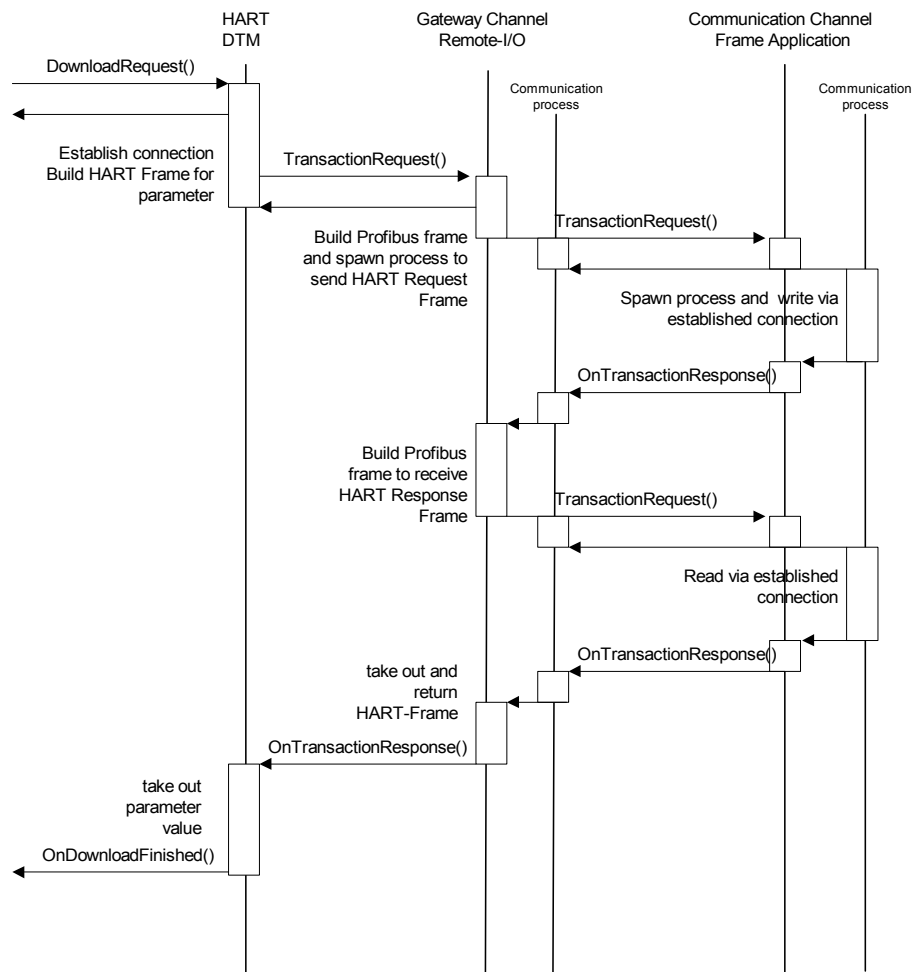 HART
DTM
Gateway Channel
Remote-I/O
Communication Channel
Frame Application
DownloadRequest()
Communication
process
Communication
process
Establish connection
Build HART Frame for
parameter
TransactionRequest()
TransactionRequest()
Build Profibus frame
and spawn process to
send HART Request
Frame
Spawn process and write via
established connection
OnTransactionResponse()
Build Profibus
frame to receive
HART Response
Frame
TransactionRequest()
Read via established
connection
OnTransactionResponse()
take out and
return
HART-Frame
OnTransactionResponse()
take out
parameter
value
OnDownloadFinished()